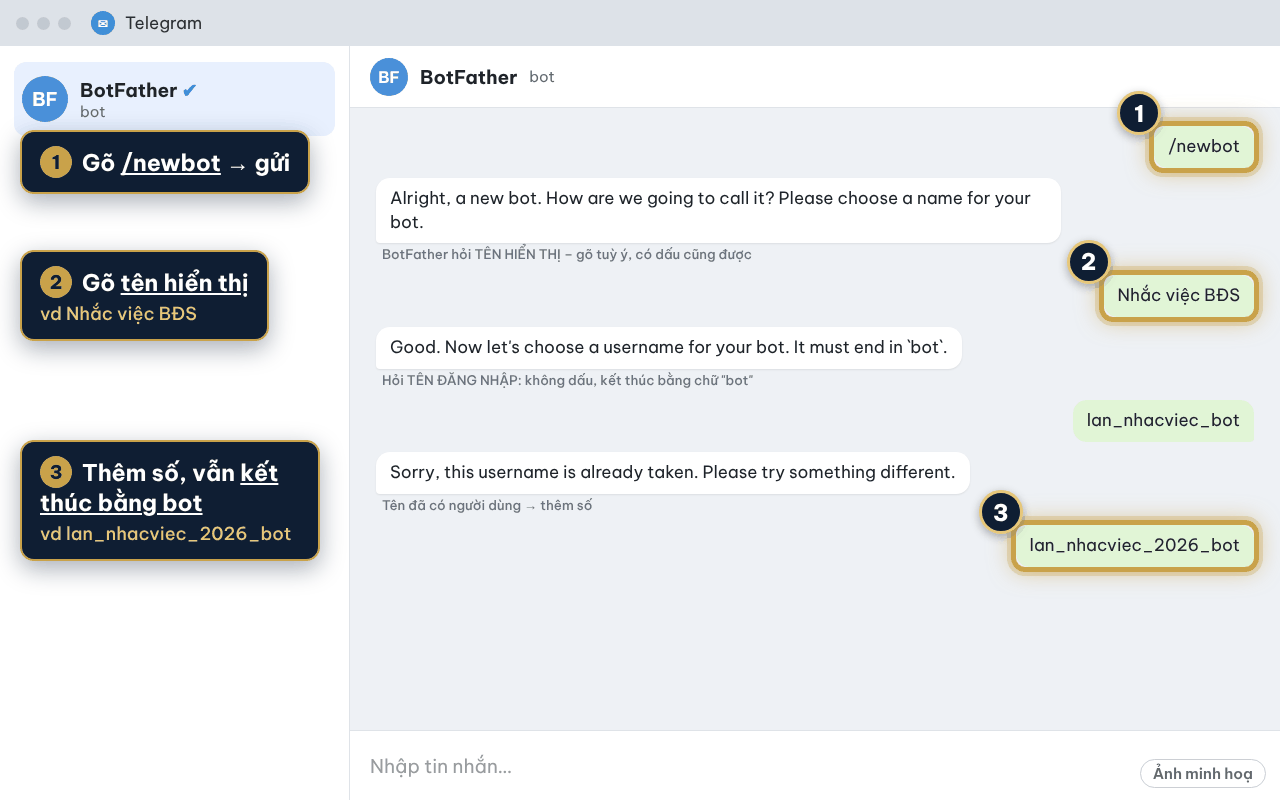 ✉ Telegram
BF BotFather ✔
bot
1 Gõ /newbot → gửi
2 Gõ tên hiển thị
vd Nhắc việc BĐS
3 Thêm số, vẫn kết
thúc bằng bot
vd lan_nhacviec_2026_bot
BF BotFather bot
1
/newbot
Alright, a new bot. How are we going to call it? Please choose a name for your
bot.
BotFather hỏi TÊN HIỂN THỊ – gõ tuỳ ý, có dấu cũng được
2
Nhắc việc BĐS
Good. Now let's choose a username for your bot. It must end in `bot`.
Hỏi TÊN ĐĂNG NHẬP: không dấu, kết thúc bằng chữ "bot"
lan_nhacviec_bot
Sorry, this username is already taken. Please try something different.
Tên đã có người dùng → thêm số
3
lan_nhacviec_2026_bot
Nhập tin nhắn...
Ảnh minh hoạ